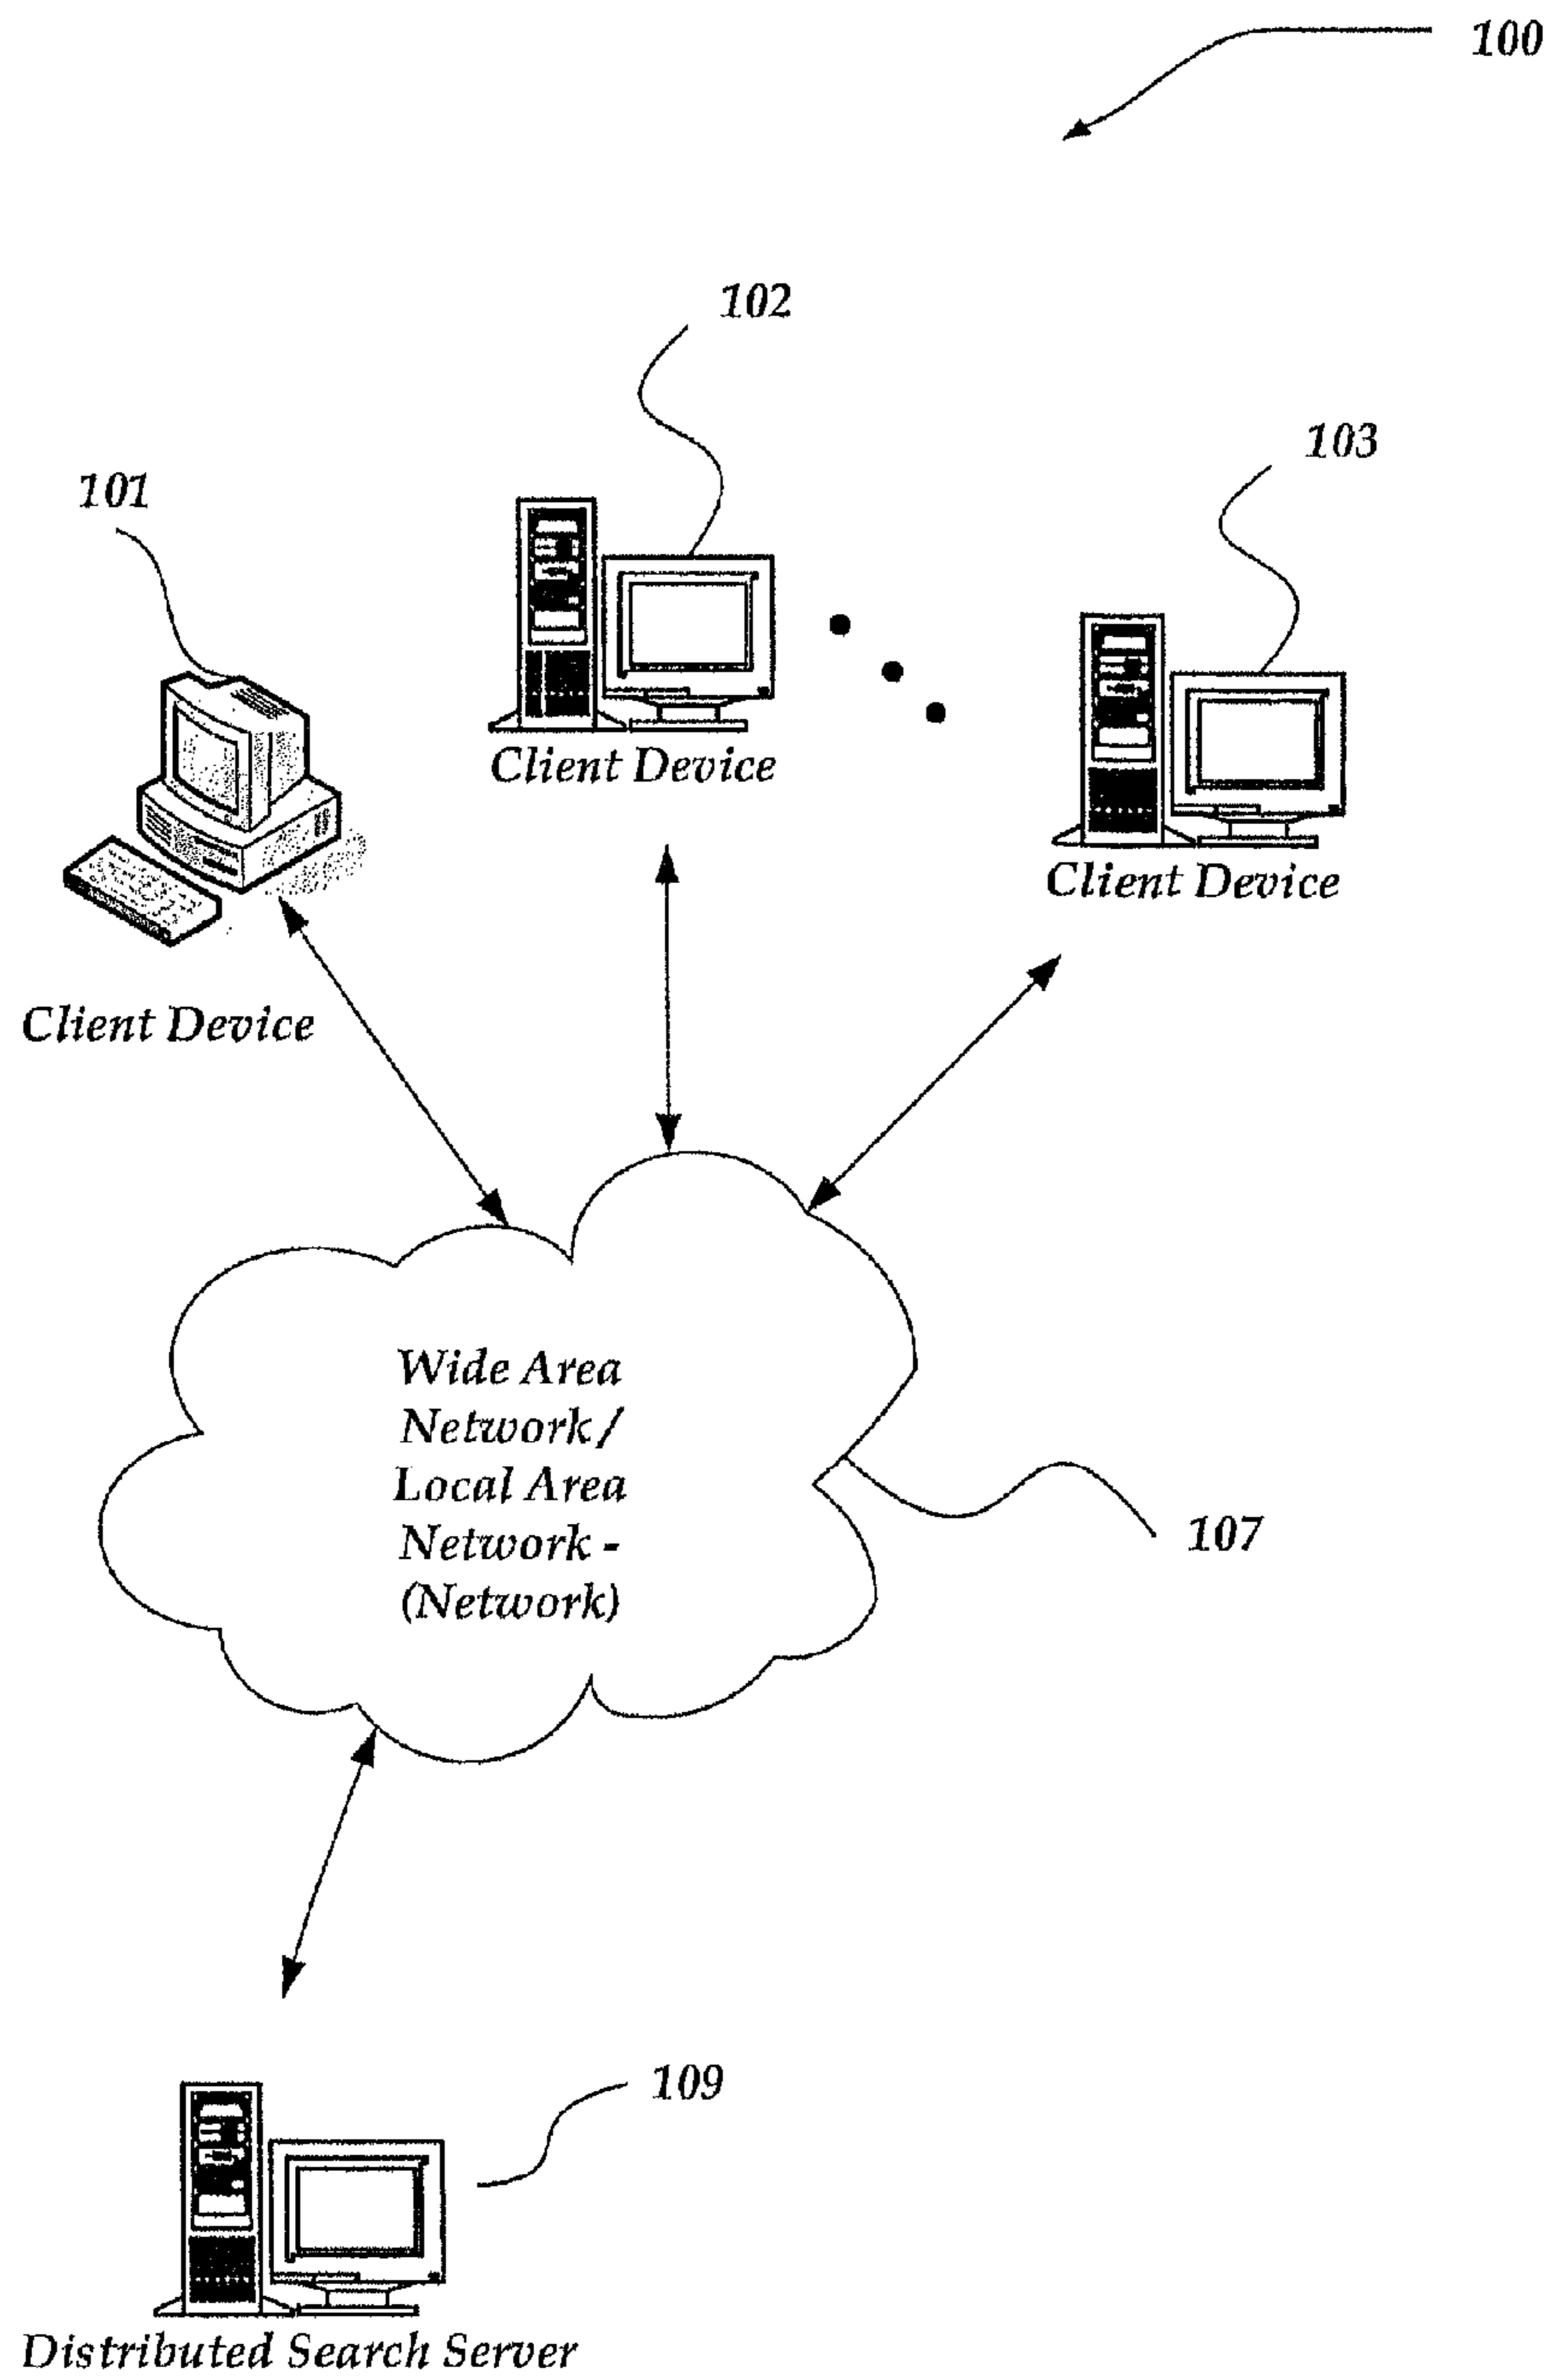 100
102
103
101
Client Device
Client Device
Client Device
Wide Area
Network/
Local Area
Network -
(Network)
107
109
Distributed Search Server